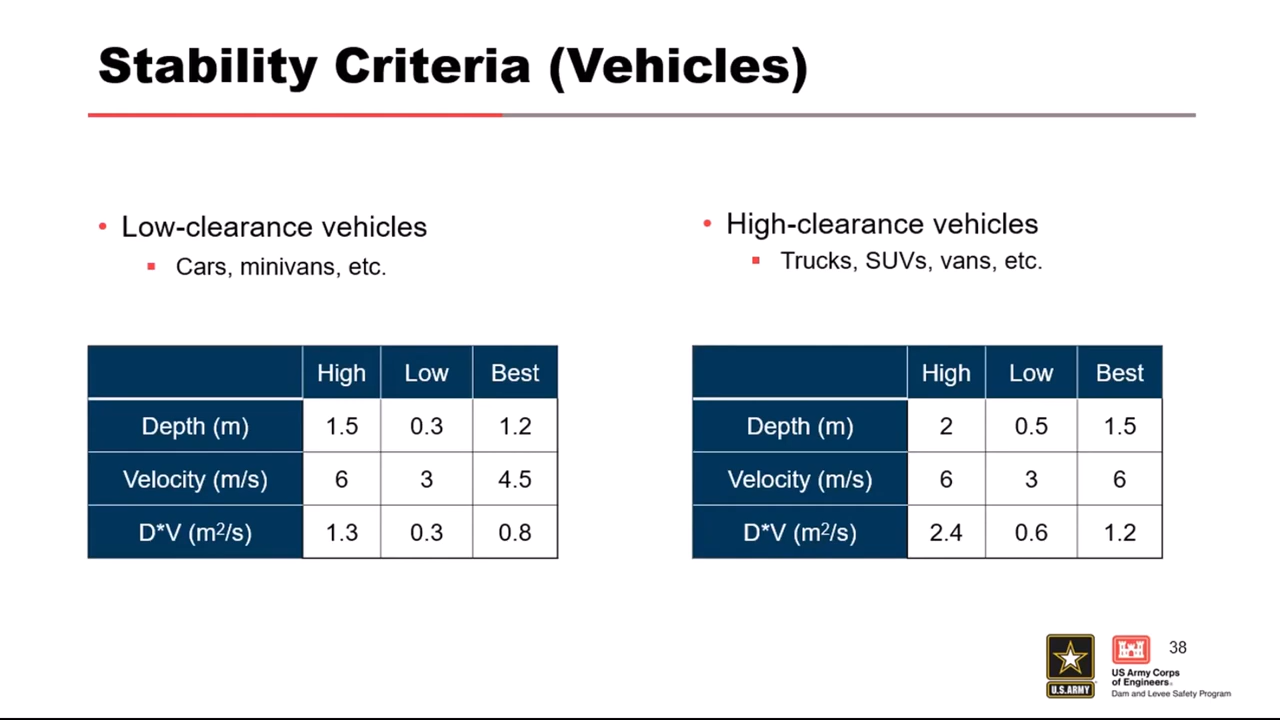 Stability Criteria (Vehicles)
• Low-clearance vehicles
▪ Cars, minivans, etc.
High Low Best
Depth (m) 1.5 0.3 1.2
Velocity (m/s) 6 3 4.5
D*V (m²/s) 1.3 0.3 0.8
• High-clearance vehicles
▪ Trucks, SUVs, vans, etc.
High Low Best
Depth (m) 2 0.5 1.5
Velocity (m/s) 6 3 6
D*V (m²/s) 2.4 0.6 1.2
U.S.ARMY
US Army Corps
of Engineers®
Dam and Levee Safety Program
38